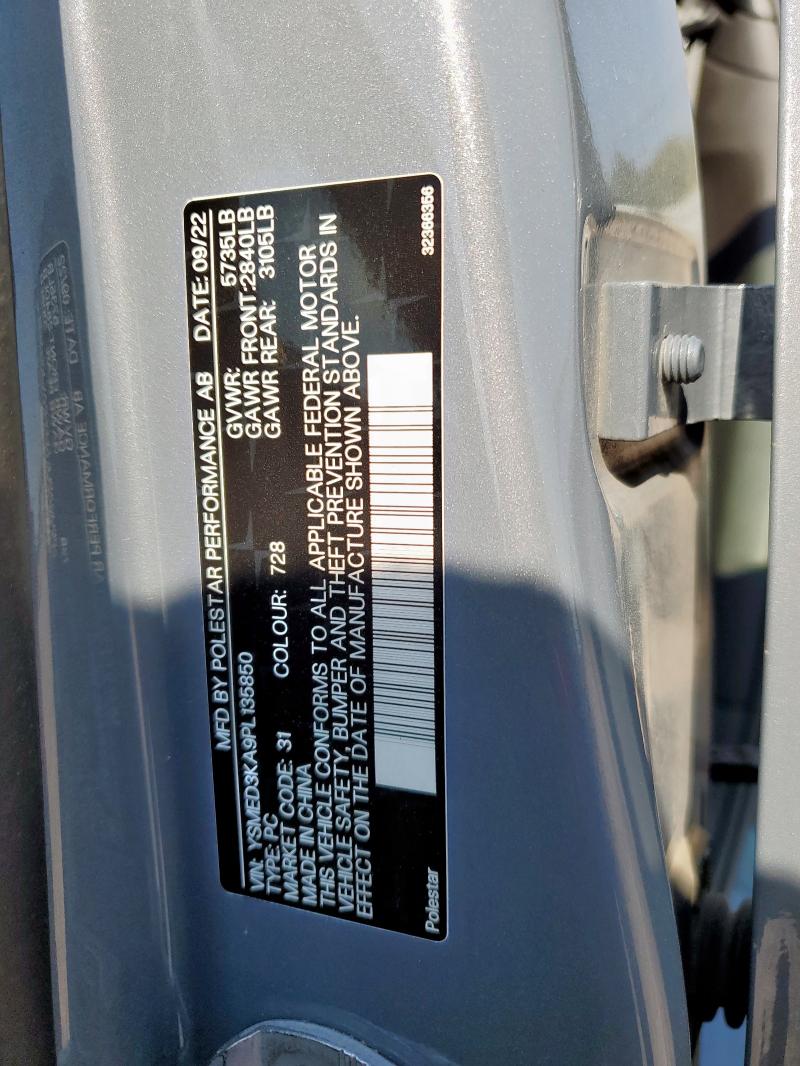 MFD BY POLESTAR PERFORMANCE AB DATE: 09/22
VIN: YSMED3KA9PL135850 GVWR: 5735LB
TYPE: PC GAWR FRONT:2840LB
MARKET CODE: 31 COLOUR: 728 GAWR REAR: 3105LB
MADE IN CHINA
THIS VEHICLE CONFORMS TO ALL APPLICABLE FEDERAL MOTOR
VEHICLE SAFETY, BUMPER AND THEFT PREVENTION STANDARDS IN
EFFECT ON THE DATE OF MANUFACTURE SHOWN ABOVE.
Polestar 32366356